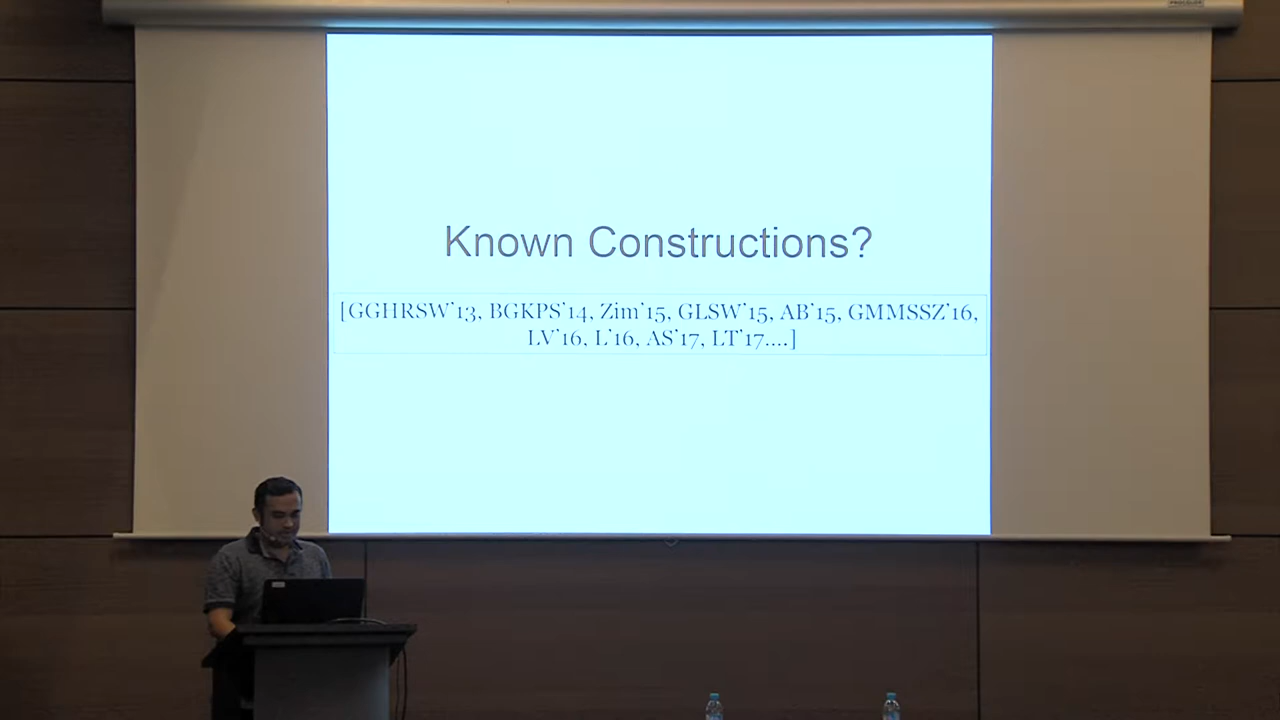 Known Constructions?
[GGHRSW'13, BGKPS'14, Zim'15, GLSW'15, AB'15, GMMSSZ'16,
LV'16, L'16, AS'17, LT'17....]